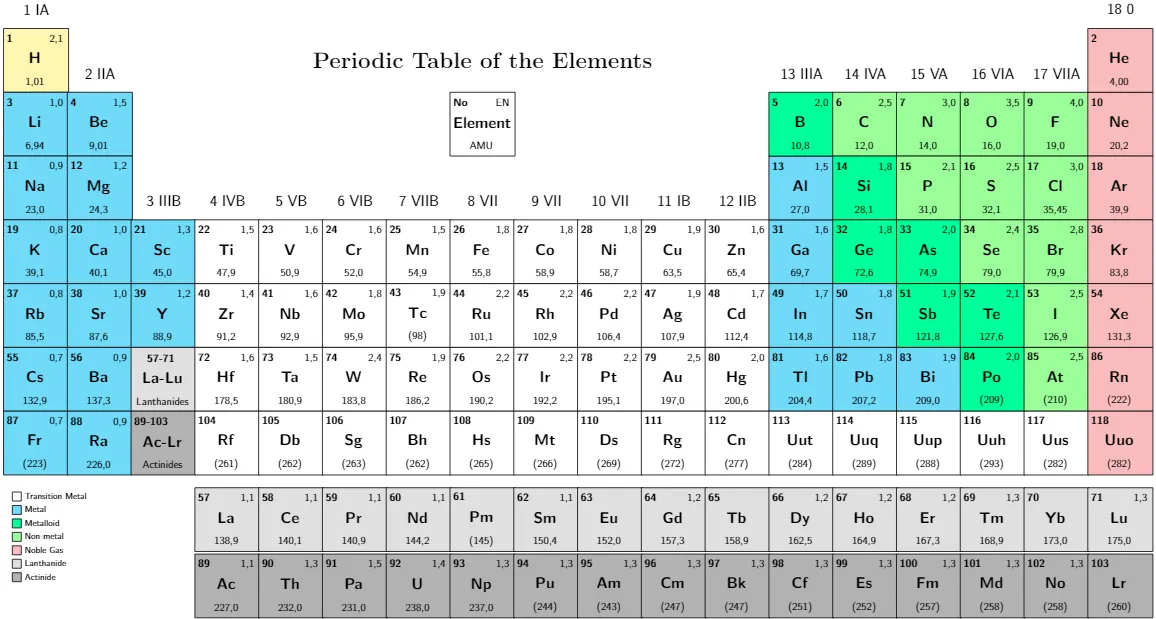 1 IA
18 0
1 2,1 2
H He
1,01 4,00
Periodic Table of the Elements
2 IIA 13 IIIA 14 IVA 15 VA 16 VIA 17 VIIA
3 1,0 4 1,5 No EN 5 2,0 6 2,5 7 3,0 8 3,5 9 4,0 10
Li Be Element B C N O F Ne
6,94 9,01 AMU 10,8 12,0 14,0 16,0 19,0 20,2
11 0,9 12 1,2 13 1,5 14 1,8 15 2,1 16 2,5 17 3,0 18
Na Mg Al Si P S Cl Ar
23,0 24,3 27,0 28,1 31,0 32,1 35,45 39,9
3 IIIB 4 IVB 5 VB 6 VIB 7 VIIB 8 VII 9 VII 10 VII 11 IB 12 IIB
19 0,8 20 1,0 21 1,3 22 1,5 23 1,6 24 1,6 25 1,5 26 1,8 27 1,8 28 1,8 29 1,9 30 1,6 31 1,6 32 1,8 33 2,0 34 2,4 35 2,8 36
K Ca Sc Ti V Cr Mn Fe Co Ni Cu Zn Ga Ge As Se Br Kr
39,1 40,1 45,0 47,9 50,9 52,0 54,9 55,8 58,9 58,7 63,5 65,4 69,7 72,6 74,9 79,0 79,9 83,8
37 0,8 38 1,0 39 1,2 40 1,4 41 1,6 42 1,8 43 1,9 44 2,2 45 2,2 46 2,2 47 1,9 48 1,7 49 1,7 50 1,8 51 1,9 52 2,1 53 2,5 54
Rb Sr Y Zr Nb Mo Tc Ru Rh Pd Ag Cd In Sn Sb Te I Xe
85,5 87,6 88,9 91,2 92,9 95,9 (98) 101,1 102,9 106,4 107,9 112,4 114,8 118,7 121,8 127,6 126,9 131,3
55 0,7 56 0,9 57-71 72 1,6 73 1,5 74 2,4 75 1,9 76 2,2 77 2,2 78 2,2 79 2,5 80 2,0 81 1,6 82 1,8 83 1,9 84 2,0 85 2,5 86
Cs Ba La-Lu Hf Ta W Re Os Ir Pt Au Hg Tl Pb Bi Po At Rn
132,9 137,3 Lanthanides 178,5 180,9 183,8 186,2 190,2 192,2 195,1 197,0 200,6 204,4 207,2 209,0 (209) (210) (222)
87 0,7 88 0,9 89-103 104 105 106 107 108 109 110 111 112 113 114 115 116 117 118
Fr Ra Ac-Lr Rf Db Sg Bh Hs Mt Ds Rg Cn Uut Uuq Uup Uuh Uus Uuo
(223) 226,0 Actinides (261) (262) (263) (262) (265) (266) (269) (272) (277) (284) (289) (288) (293) (282) (282)
Transition Metal
Metal
Metalloid
Non-metal
Noble Gas
Lanthanide
Actinide
57 1,1 58 1,1 59 1,1 60 1,1 61 62 1,1 63 64 1,2 65 66 1,2 67 1,2 68 1,2 69 1,3 70 71 1,3
La Ce Pr Nd Pm Sm Eu Gd Tb Dy Ho Er Tm Yb Lu
138,9 140,1 140,9 144,2 (145) 150,4 152,0 157,3 158,9 162,5 164,9 167,3 168,9 173,0 175,0
89 1,1 90 1,3 91 1,5 92 1,4 93 1,3 94 1,3 95 1,3 96 1,3 97 1,3 98 1,3 99 1,3 100 1,3 101 1,3 102 1,3 103
Ac Th Pa U Np Pu Am Cm Bk Cf Es Fm Md No Lr
227,0 232,0 231,0 238,0 237,0 (244) (243) (247) (247) (251) (252) (257) (258) (258) (260)